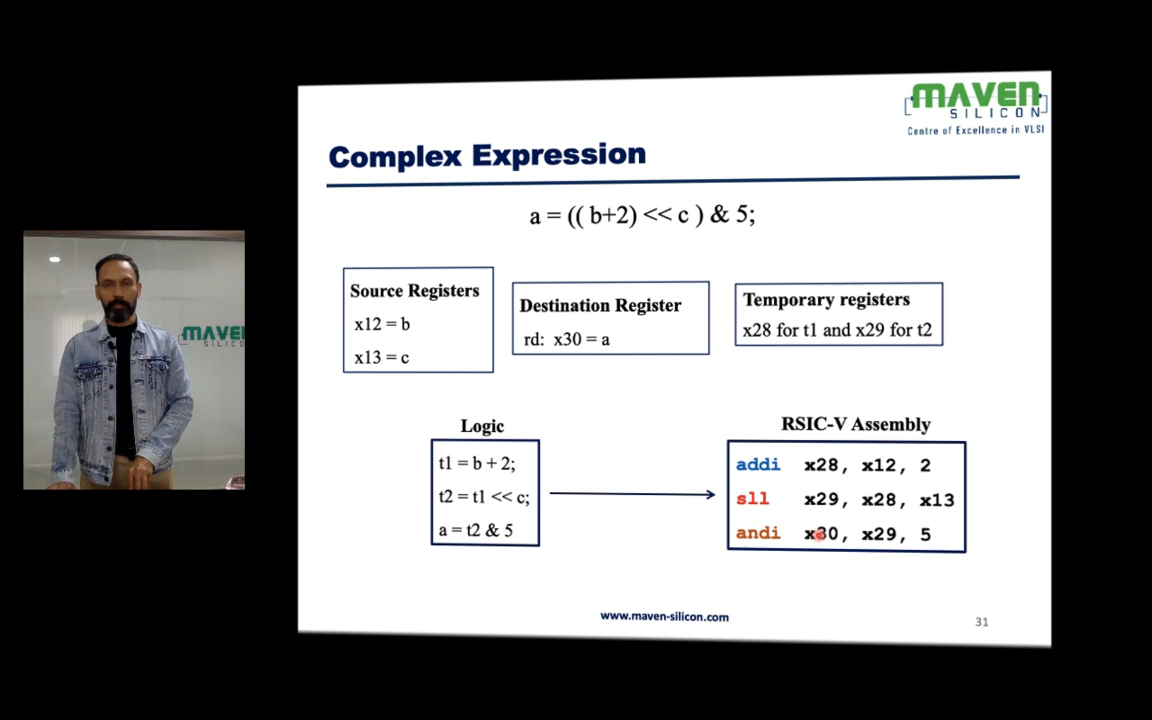 MAVEN
SILICON
Centre of Excellence in VLSI
Complex Expression
a = (( b+2) << c ) & 5;
Source Registers
x12 = b
x13 = c
Destination Register
rd: x30 = a
Temporary registers
x28 for t1 and x29 for t2
MAVE
SILIC
Logic
t1 = b + 2;
t2 = t1 << c;
a = t2 & 5
RSIC-V Assembly
addi x28, x12, 2
sll x29, x28, x13
andi x30, x29, 5
www.maven-silicon.com
31